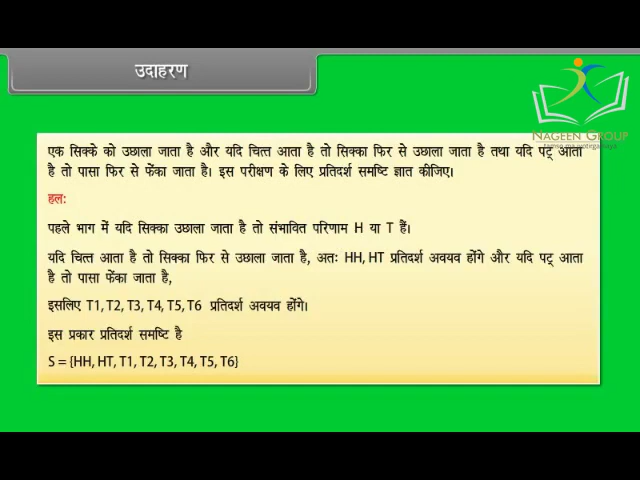 उदाहरण
NAGEEN GROUP
एक सिक्के को उछाला जाता है और यदि चित्त आता है तो सिक्का फिर से उछाला जाता है तथा यदि पट् आता
है तो पासा फिर से फेंका जाता है। इस परीक्षण के लिए प्रतिदर्श समष्टि ज्ञात कीजिए।
हल:
पहले भाग में यदि सिक्का उछाला जाता है तो संभावित परिणाम H या T हैं।
यदि चित्त आता है तो सिक्का फिर से उछाला जाता है, अतः HH, HT प्रतिदर्श अवयव होंगे और यदि पट् आता
है तो पासा फेंका जाता है,
इसलिए T1, T2, T3, T4, T5, T6 प्रतिदर्श अवयव होंगे।
इस प्रकार प्रतिदर्श समष्टि है
S = {HH, HT, T1, T2, T3, T4, T5, T6}